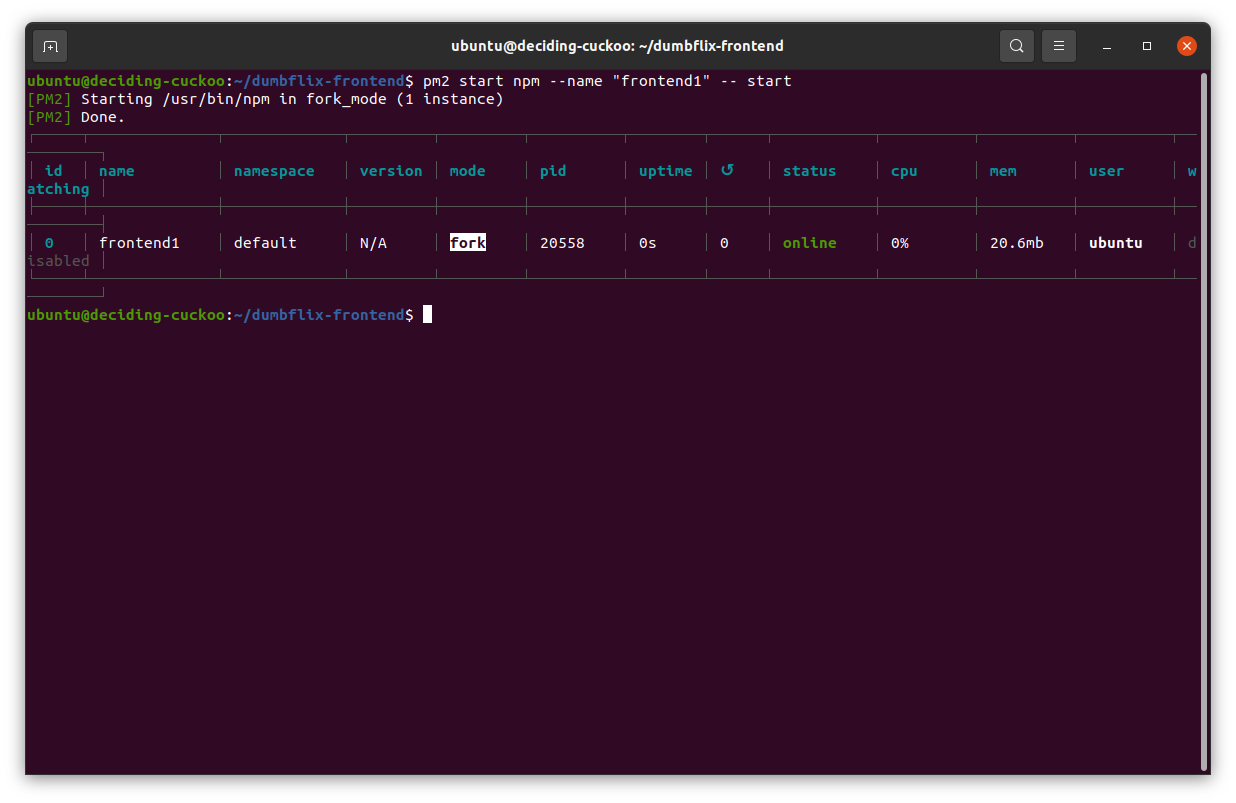 ubuntu@deciding-cuckoo: ~/dumbflix-frontend
ubuntu@deciding-cuckoo:~/dumbflix-frontend$ pm2 start npm --name "frontend1" -- start
[PM2] Starting /usr/bin/npm in fork_mode (1 instance)
[PM2] Done.
│ id │ name │ namespace │ version │ mode │ pid │ uptime │ ↺ │ status │ cpu │ mem │ user │ w
atching │
│ 0 │ frontend1 │ default │ N/A │ fork │ 20558 │ 0s │ 0 │ online │ 0% │ 20.6mb │ ubuntu │ d
isabled │
ubuntu@deciding-cuckoo:~/dumbflix-frontend$